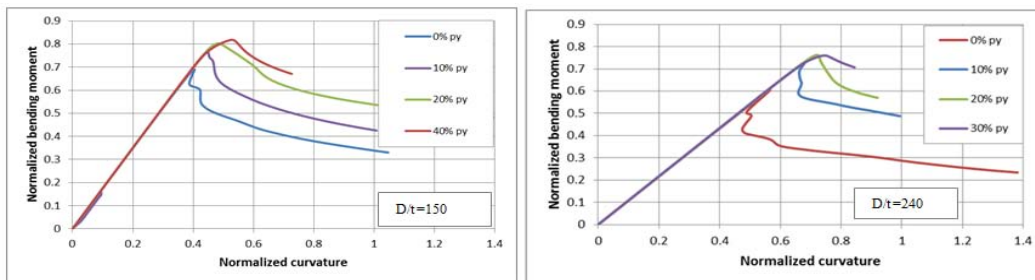 0.9
0.8
0.7
0.6
0.5
0.4
0.3
0.2
0.1
0
0 0.2 0.4 0.6 0.8 1 1.2 1.4
Normalized bending moment
Normalized curvature
0% py
10% py
20% py
40% py
D/t=150
0.9
0.8
0.7
0.6
0.5
0.4
0.3
0.2
0.1
0
0 0.2 0.4 0.6 0.8 1 1.2 1.4
Normalized bending moment
Normalized curvature
0% py
10% py
20% py
30% py
D/t=240